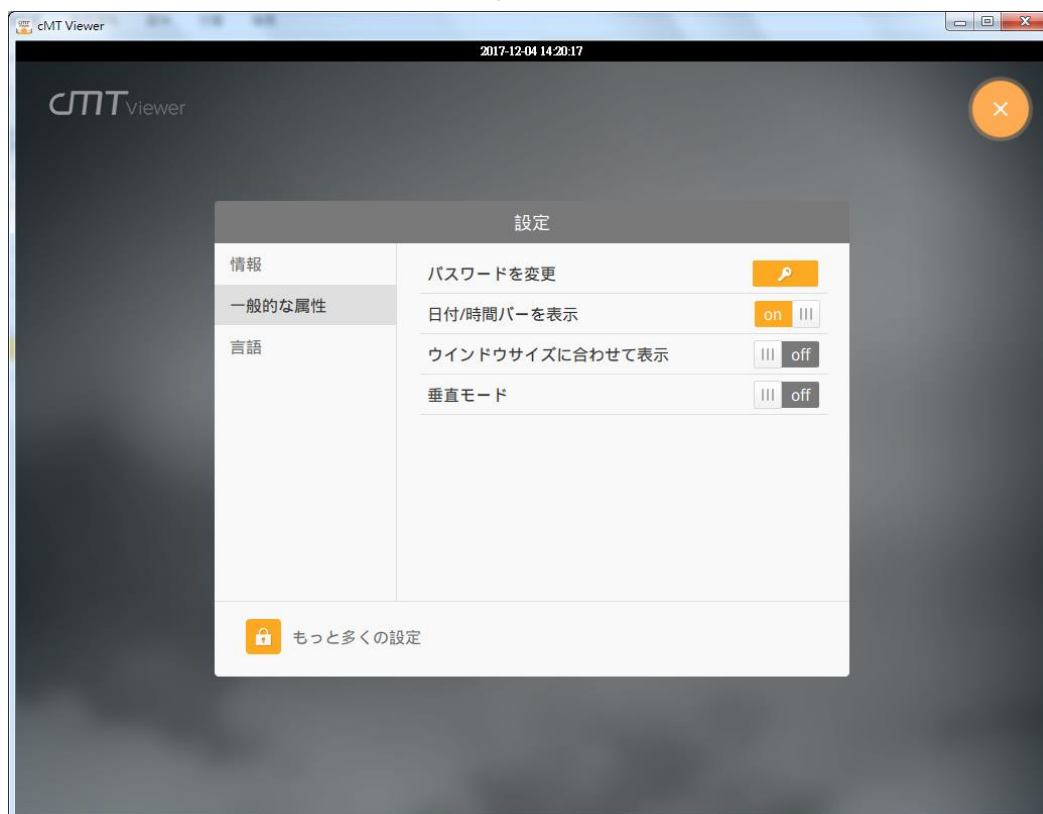 cMT Viewer
2017-12-04 14:20:17
cMT Viewer
設定
情報
一般的な属性
言語
パスワードを変更
日付/時間バーを表示 on
ウインドウサイズに合わせて表示 off
垂直モード off
もっと多くの設定